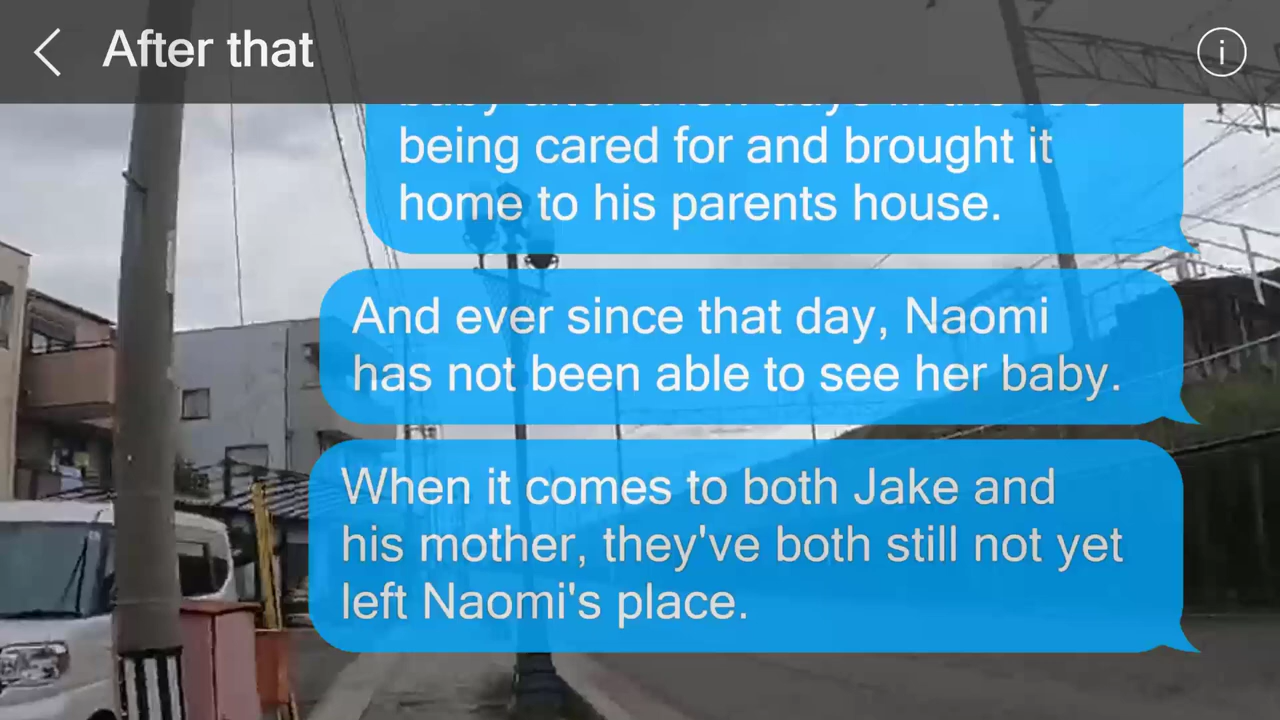 After that
being cared for and brought it
home to his parents house.
And ever since that day, Naomi
has not been able to see her baby.
When it comes to both Jake and
his mother, they've both still not yet
left Naomi's place.